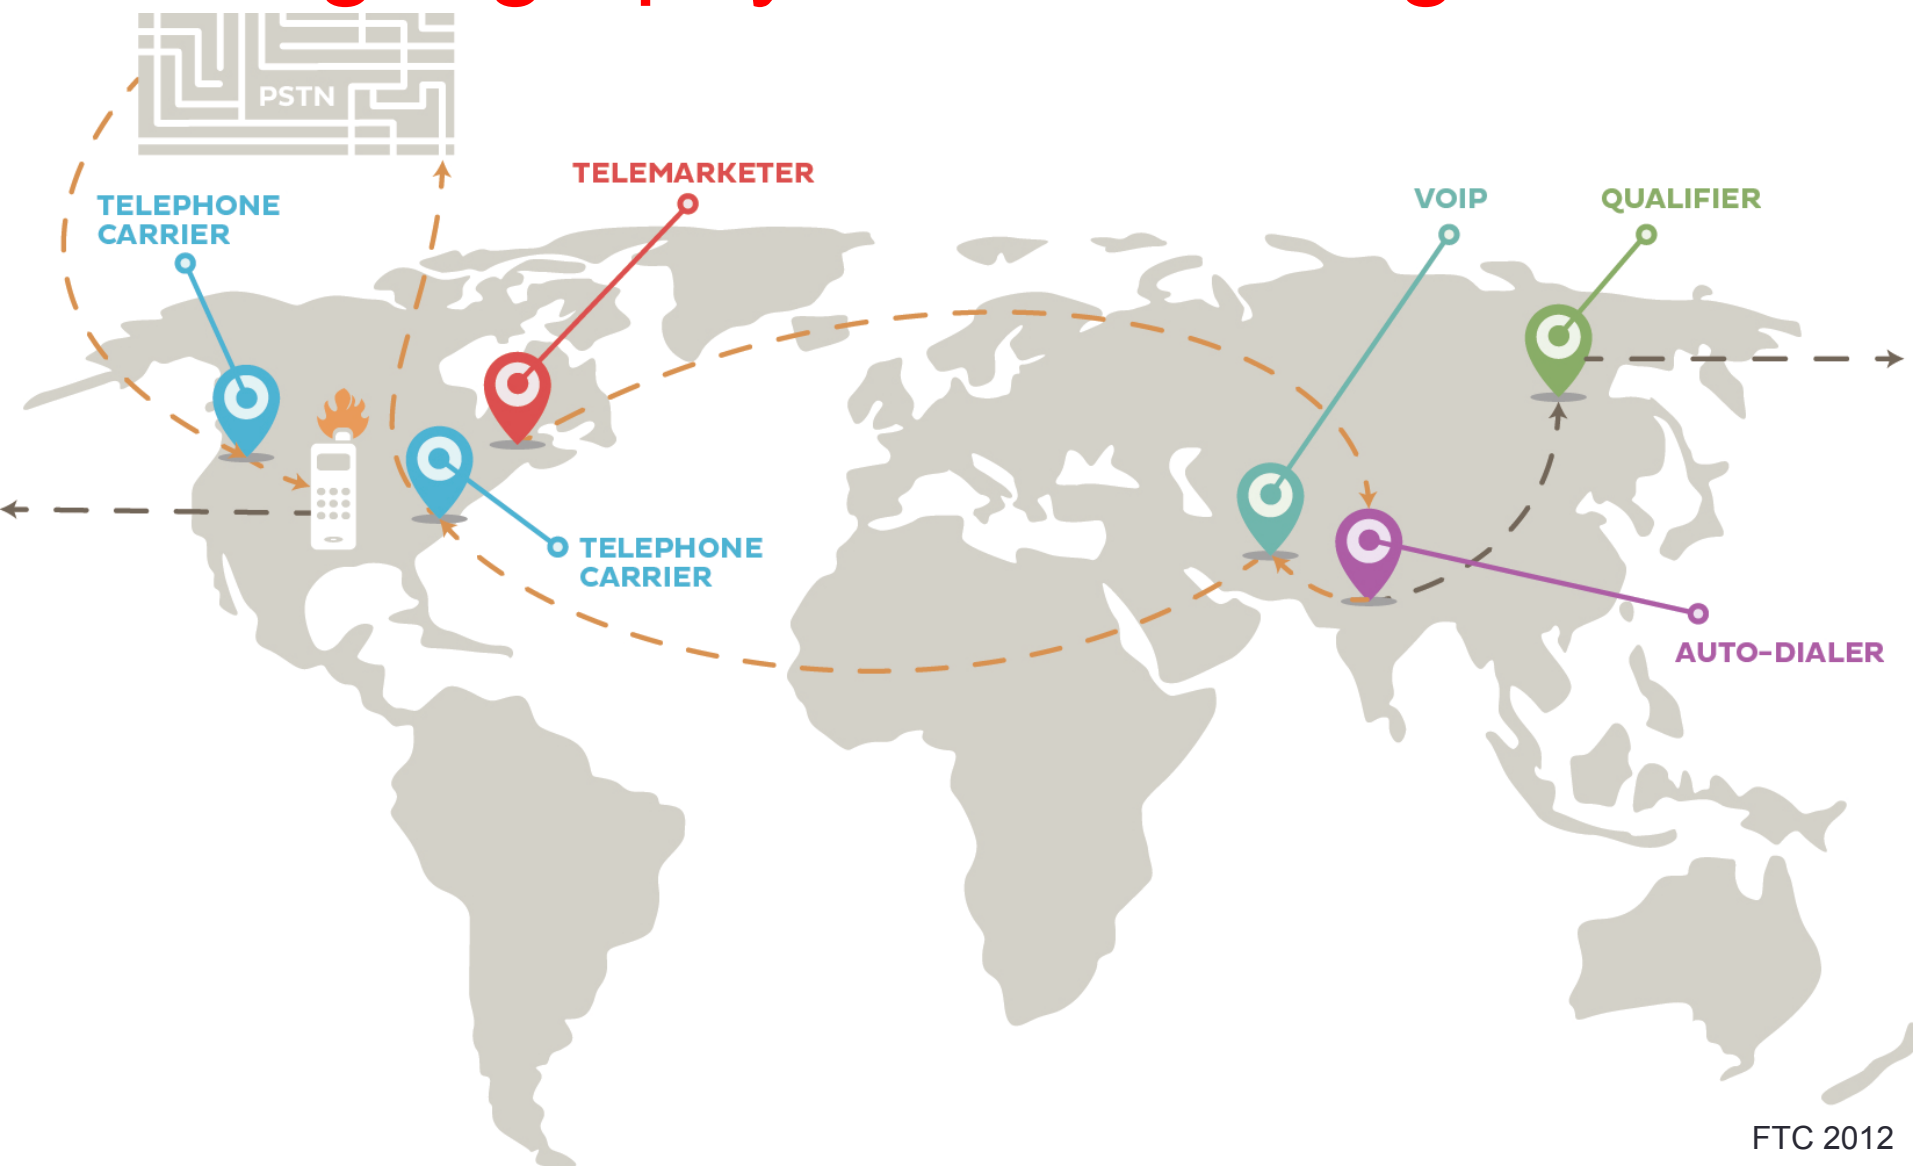 PSTN
TELEMARKETER
TELEPHONE
CARRIER
VOIP
QUALIFIER
TELEPHONE
CARRIER
AUTO-DIALER
FTC 2012